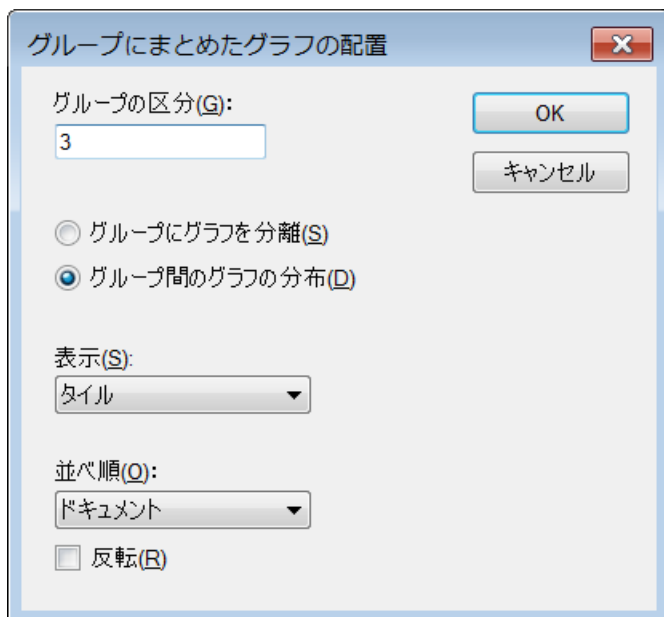 グループにまとめたグラフの配置
グループの区分(G):
3
OK
キャンセル
グループにグラフを分離(S)
グループ間のグラフの分布(D)
表示(S):
タイル
並べ順(O):
ドキュメント
反転(R)